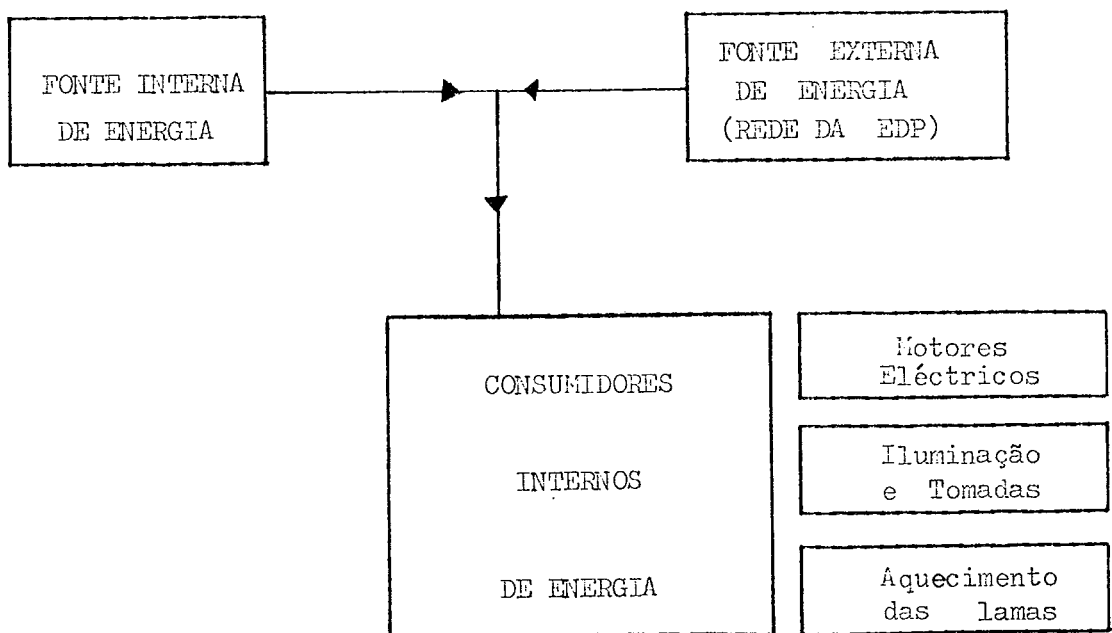 FONTE INTERNA
DE ENERGIA
FONTE EXTERNA
DE ENERGIA
(REDE DA EDP)
CONSUMIDORES
INTERNOS
DE ENERGIA
Motores
Eléctricos
Iluminação
e Tomadas
Aquecimento
das lamas